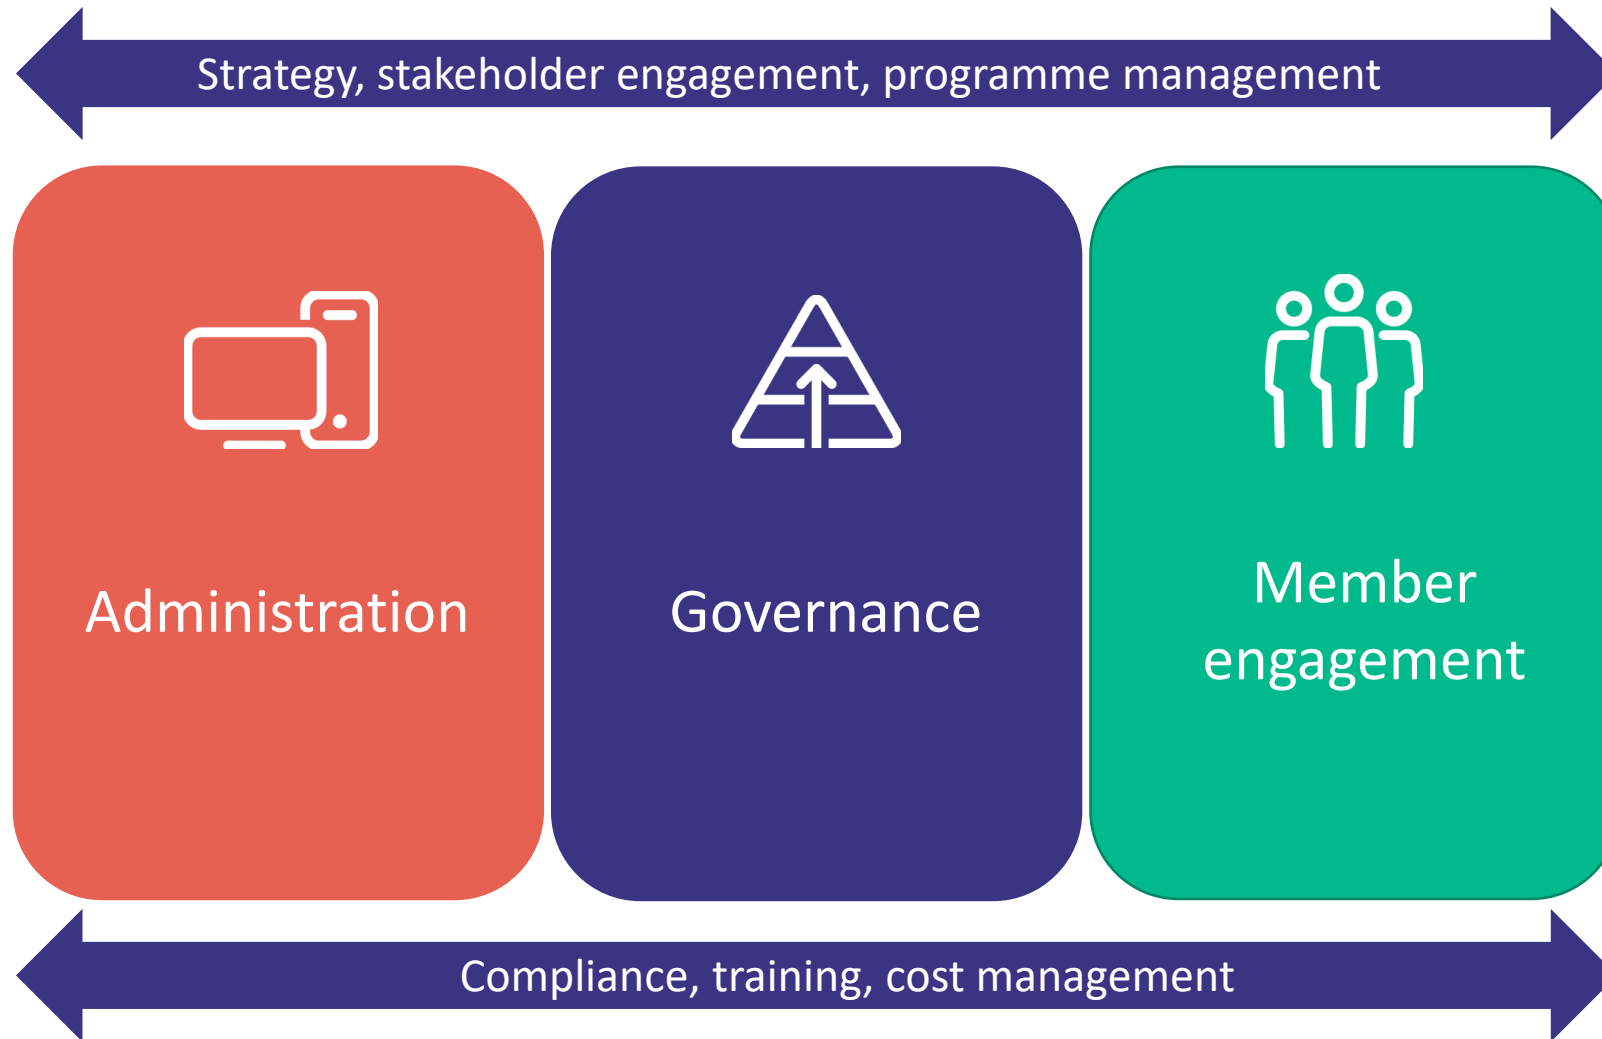 Strategy, stakeholder engagement, programme management
Administration
Governance
Member
engagement
Compliance, training, cost management